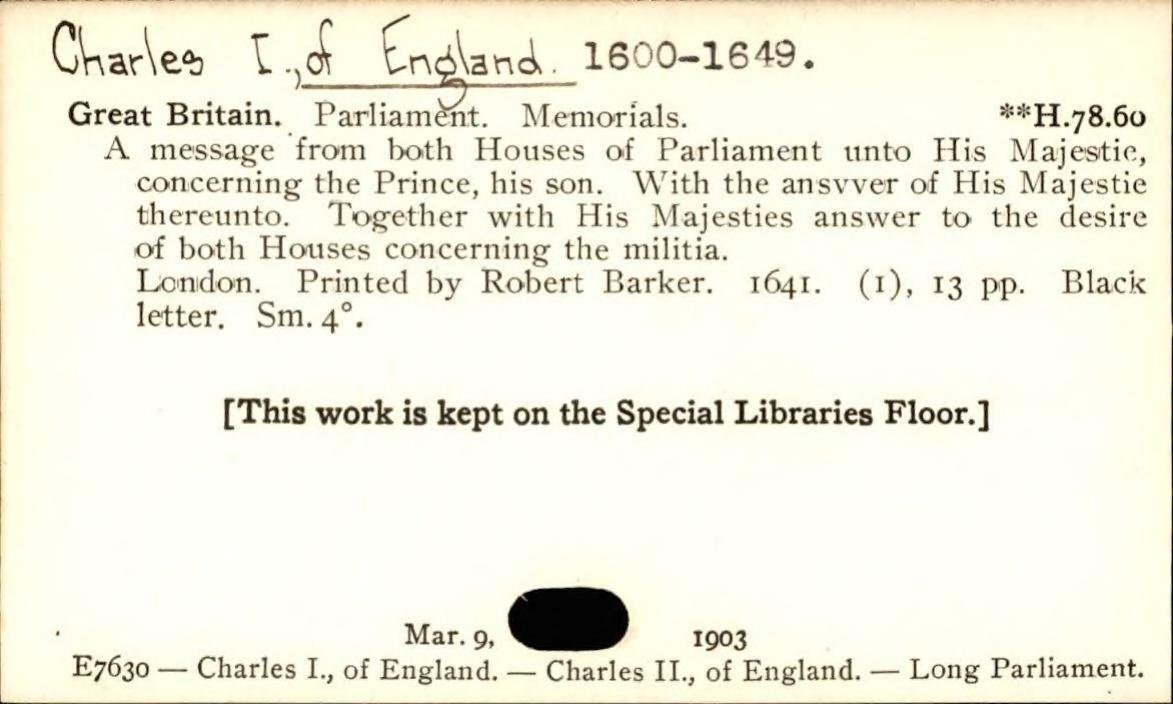 Charles I., of England. 1600-1649.
Great Britain. Parliament. Memorials. **H.78.60
A message from both Houses of Parliament unto His Majestie,
concerning the Prince, his son. With the ansvver of His Majestie
thereunto. Together with His Majesties answer to the desire
of both Houses concerning the militia.
London. Printed by Robert Barker. 1641. (1), 13 pp. Black
letter. Sm. 4°.
[This work is kept on the Special Libraries Floor.]
Mar. 9, 1903
E7630 — Charles I., of England. — Charles II., of England. — Long Parliament.